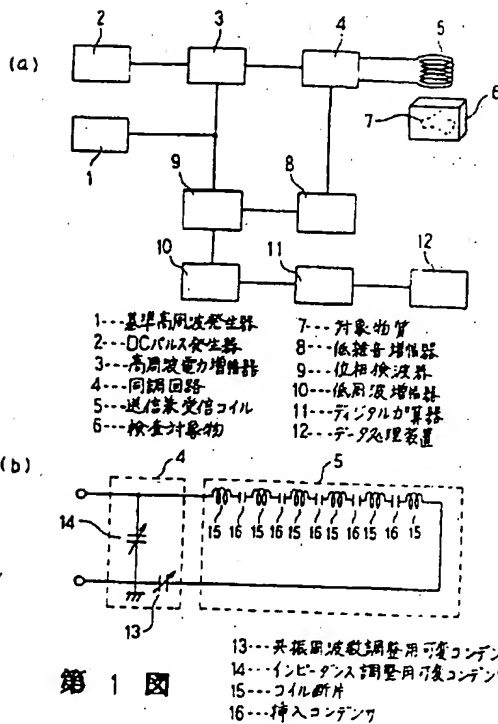 (a)
2
3
4
5
6
7
1
9
8
10
11
12
1---基準高周波発生器
2---DCパルス発生器
3---高周波電力増幅器
4---同調回路
5---送信兼受信コイル
6---検査対象物
7---対象物質
8---低雑音増幅器
9---位相検波器
10---低周波増幅器
11---ディジタル加算器
12---データ処理装置
(b)
4
5
14
15 16 15 16 15 16 15 16 15 16 15
13
13---共振周波数調整用可変コンデン
14---インピーダンス調整用可変コンデン
15---コイル断片
16---挿入コンデンサ
第 1 図